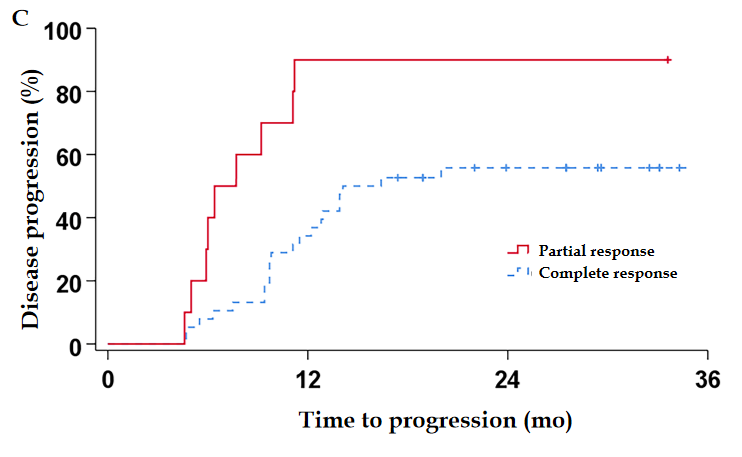 C
100
80
60
40
20
0
Disease progression (%)
Partial response
Complete response
0 12 24 36
Time to progression (mo)